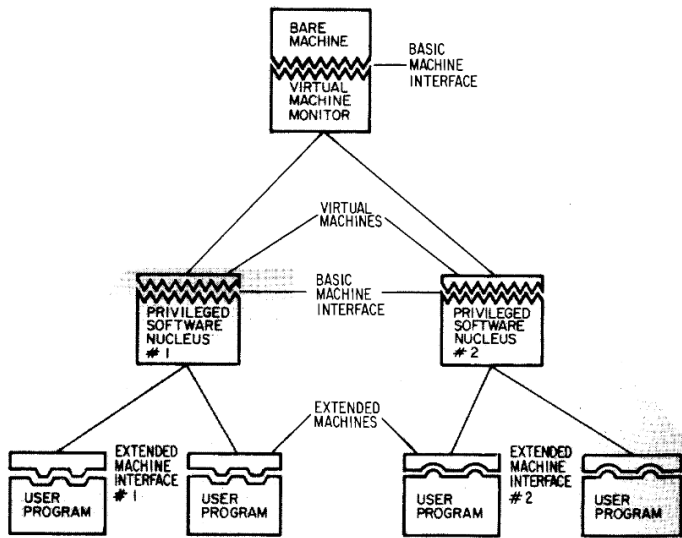 BARE
MACHINE
VIRTUAL
MACHINE
MONITOR
BASIC
MACHINE
INTERFACE
VIRTUAL
MACHINES
PRIVILEGED
SOFTWARE
NUCLEUS
# 1
BASIC
MACHINE
INTERFACE
PRIVILEGED
SOFTWARE
NUCLEUS
# 2
EXTENDED
MACHINES
USER
PROGRAM
EXTENDED
MACHINE
INTERFACE
# 1
USER
PROGRAM
USER
PROGRAM
EXTENDED
MACHINE
INTERFACE
# 2
USER
PROGRAM